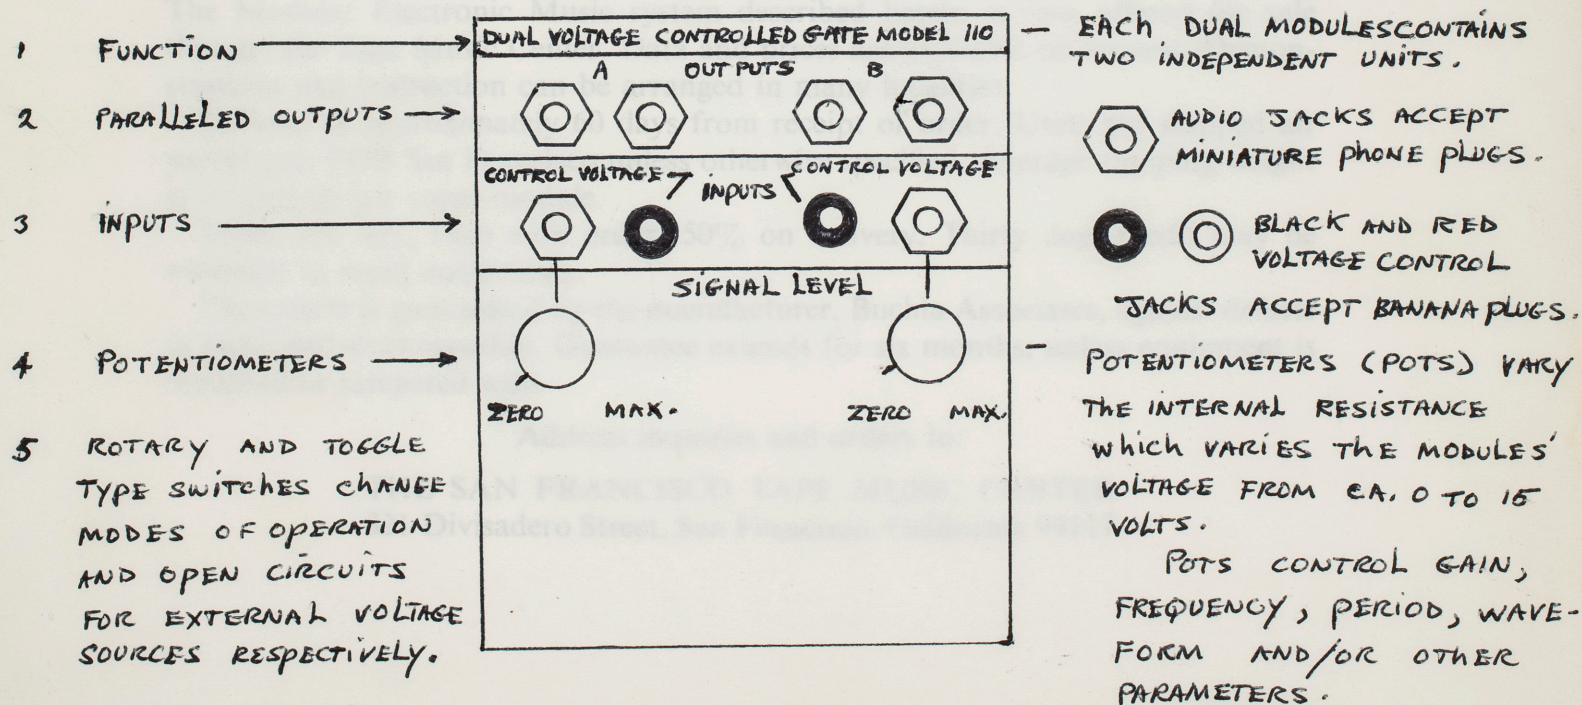 1 FUNCTION
2 PARALLELED OUTPUTS
3 INPUTS
4 POTENTIOMETERS
5 ROTARY AND TOGGLE
TYPE SWITCHES CHANGE
MODES OF OPERATION
AND OPEN CIRCUITS
FOR EXTERNAL VOLTAGE
SOURCES RESPECTIVELY.
DUAL VOLTAGE CONTROLLED GATE MODEL 110
A OUTPUTS B
CONTROL VOLTAGE INPUTS CONTROL VOLTAGE
SIGNAL LEVEL
ZERO MAX. ZERO MAX.
EACH DUAL MODULES CONTAINS
TWO INDEPENDENT UNITS.
AUDIO JACKS ACCEPT
MINIATURE PHONE PLUGS.
BLACK AND RED
VOLTAGE CONTROL
JACKS ACCEPT BANANA PLUGS.
POTENTIOMETERS (POTS) VARY
THE INTERNAL RESISTANCE
WHICH VARIES THE MODULES'
VOLTAGE FROM CA. 0 TO 15
VOLTS.
POTS CONTROL GAIN,
FREQUENCY, PERIOD, WAVE-
FORM AND/OR OTHER
PARAMETERS.